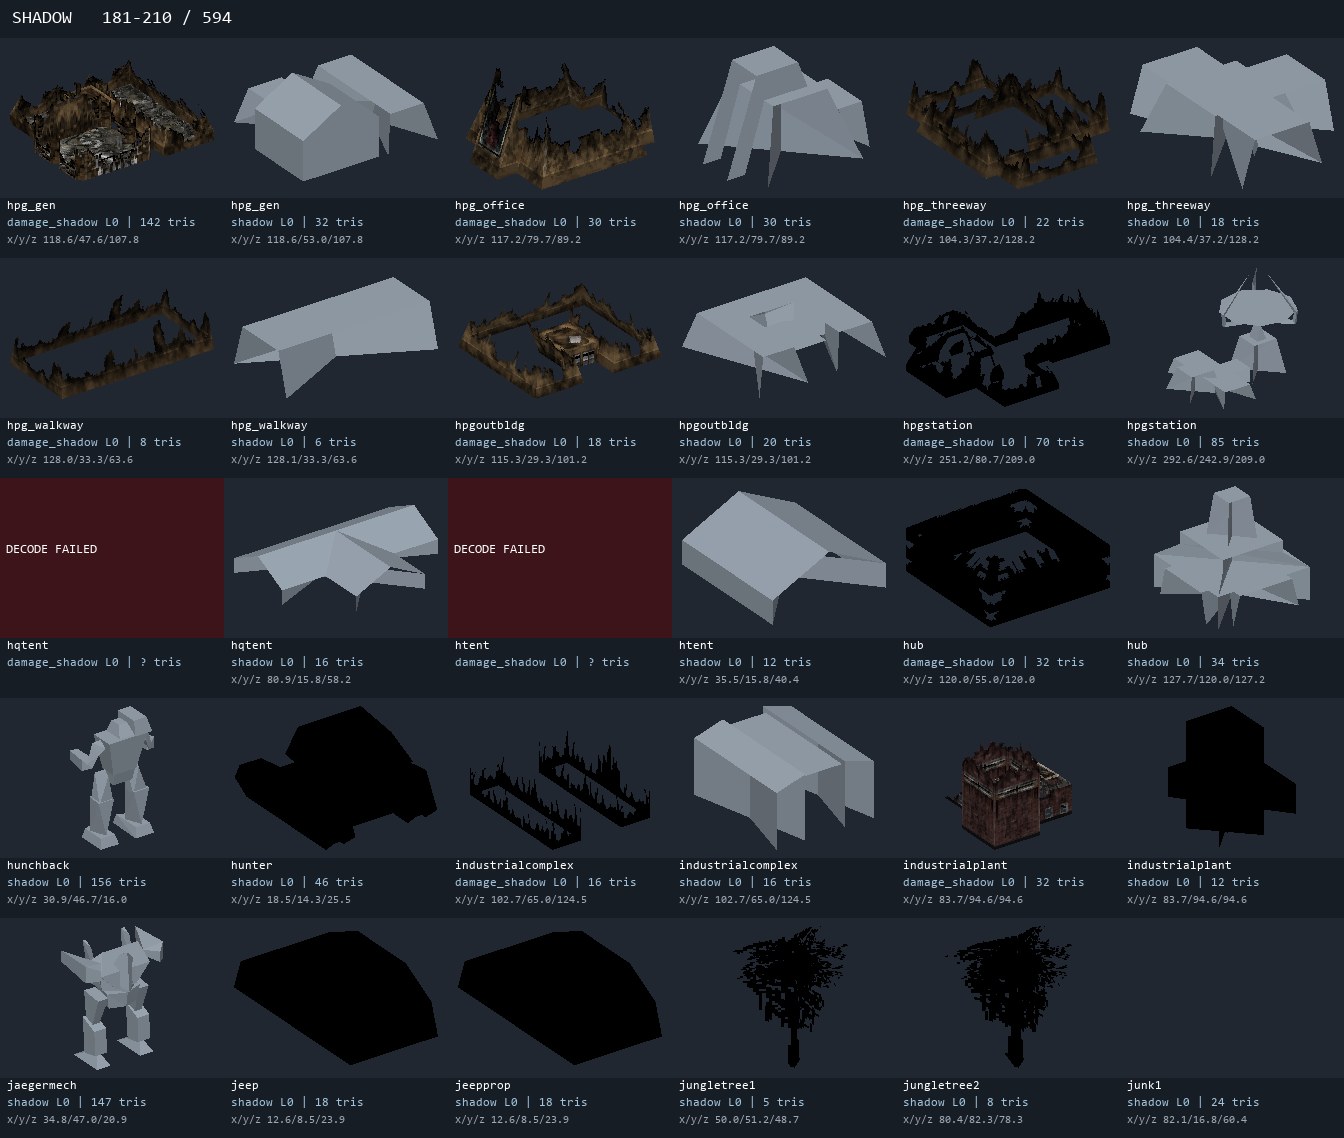 SHADOW 181-210 / 594
hpg_gen
damage_shadow L0 | 142 tris
x/y/z 118.6/47.6/107.8
hpg_gen
shadow L0 | 32 tris
x/y/z 118.6/53.0/107.8
hpg_office
damage_shadow L0 | 30 tris
x/y/z 117.2/79.7/89.2
hpg_office
shadow L0 | 30 tris
x/y/z 117.2/79.7/89.2
hpg_threeway
damage_shadow L0 | 22 tris
x/y/z 104.3/37.2/128.2
hpg_threeway
shadow L0 | 18 tris
x/y/z 104.4/37.2/128.2
hpg_walkway
damage_shadow L0 | 8 tris
x/y/z 128.0/33.3/63.6
hpg_walkway
shadow L0 | 6 tris
x/y/z 128.1/33.3/63.6
hpgoutbldg
damage_shadow L0 | 18 tris
x/y/z 115.3/29.3/101.2
hpgoutbldg
shadow L0 | 20 tris
x/y/z 115.3/29.3/101.2
hpgstation
damage_shadow L0 | 70 tris
x/y/z 251.2/80.7/209.0
hpgstation
shadow L0 | 85 tris
x/y/z 292.6/242.9/209.0
DECODE FAILED
hqtent
damage_shadow L0 | ? tris
hqtent
shadow L0 | 16 tris
x/y/z 80.9/15.8/58.2
DECODE FAILED
htent
damage_shadow L0 | ? tris
htent
shadow L0 | 12 tris
x/y/z 35.5/15.8/40.4
hub
damage_shadow L0 | 32 tris
x/y/z 120.0/55.0/120.0
hub
shadow L0 | 34 tris
x/y/z 127.7/120.0/127.2
hunchback
shadow L0 | 156 tris
x/y/z 30.9/46.7/16.0
hunter
shadow L0 | 46 tris
x/y/z 18.5/14.3/25.5
industrialcomplex
damage_shadow L0 | 16 tris
x/y/z 102.7/65.0/124.5
industrialcomplex
shadow L0 | 16 tris
x/y/z 102.7/65.0/124.5
industrialplant
damage_shadow L0 | 32 tris
x/y/z 83.7/94.6/94.6
industrialplant
shadow L0 | 12 tris
x/y/z 83.7/94.6/94.6
jaegermech
shadow L0 | 147 tris
x/y/z 34.8/47.0/20.9
jeep
shadow L0 | 18 tris
x/y/z 12.6/8.5/23.9
jeepprop
shadow L0 | 18 tris
x/y/z 12.6/8.5/23.9
jungletree1
shadow L0 | 5 tris
x/y/z 50.0/51.2/48.7
jungletree2
shadow L0 | 8 tris
x/y/z 80.4/82.3/78.3
junk1
shadow L0 | 24 tris
x/y/z 82.1/16.8/60.4